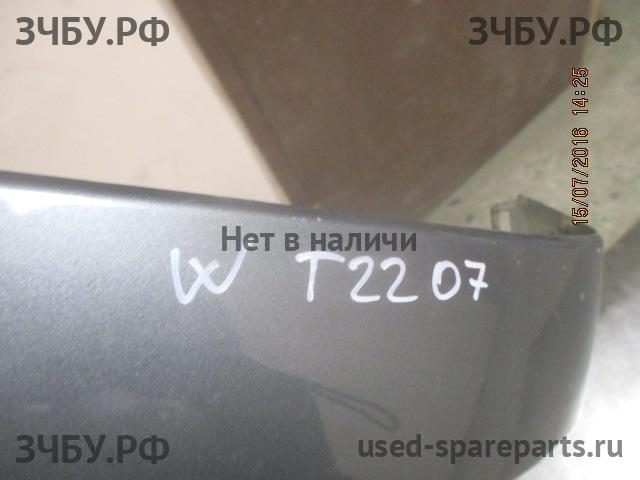 ЗЧБУ.РФ ЗЧБУ.РФ
15/07/2016 14:25
Нет в наличи
W T2207
ЗЧБУ.РФ used-spareparts.ru